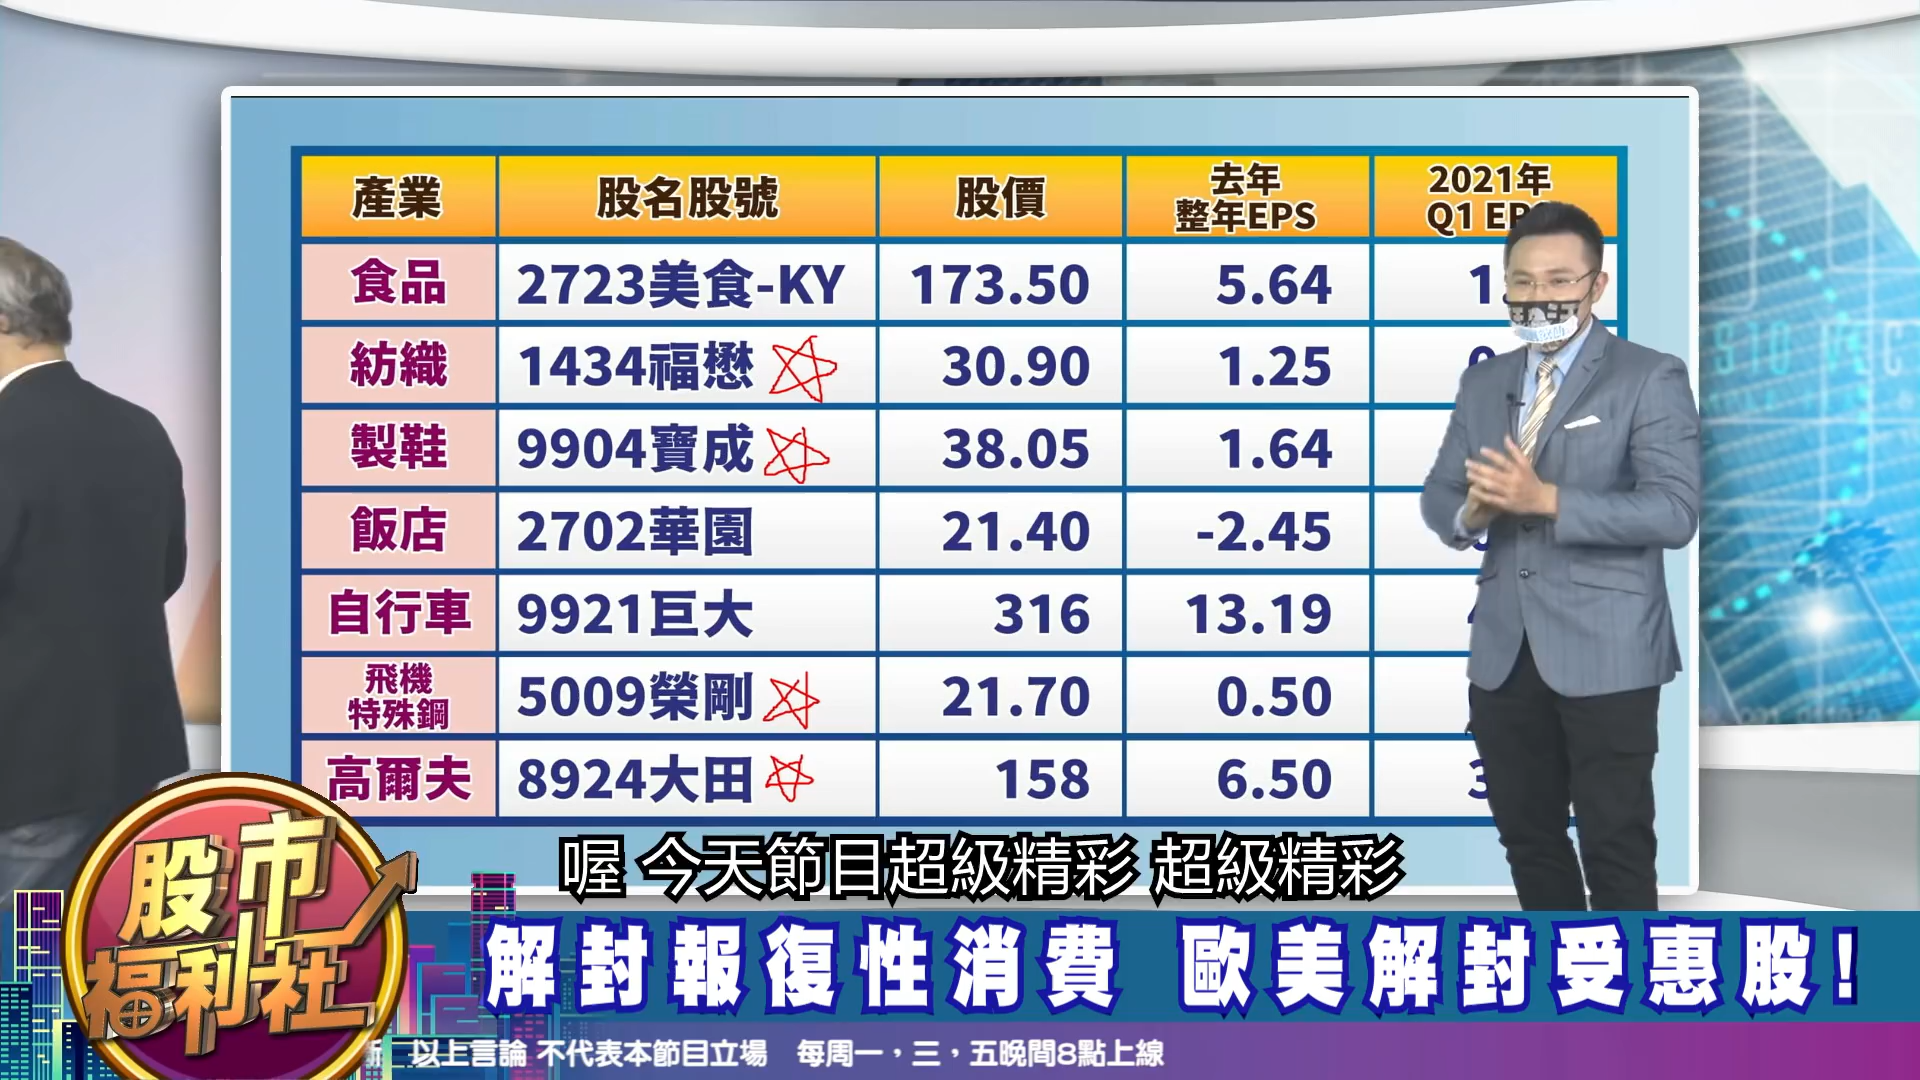 產業 股名股號 股價 去年 2021年
整年EPS Q1 EPS
食品 2723美食-KY 173.50 5.64 1.
紡織 1434福懋 30.90 1.25 0.
製鞋 9904寶成 38.05 1.64
飯店 2702華園 21.40 -2.45
自行車 9921巨大 316 13.19
飛機
特殊鋼 5009榮剛 21.70 0.50
高爾夫 8924大田 158 6.50 3
喔 今天節目超級精彩 超級精彩
股市
福利社
解封報復性消費 歐美解封受惠股!
以上言論 不代表本節目立場 每周一，三，五晚間8點上線